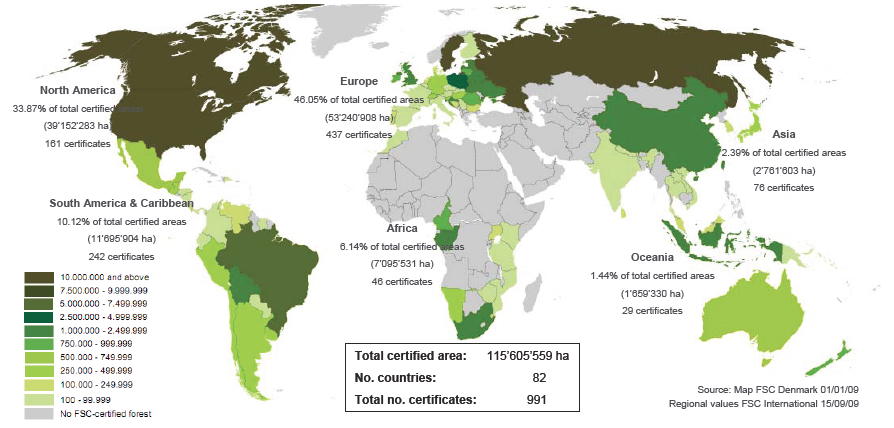 North America
33.87% of total certified areas
(39'152'283 ha)
161 certificates
Europe
46.05% of total certified areas
(53'240'908 ha)
437 certificates
Asia
2.39% of total certified areas
(2'761'603 ha)
76 certificates
South America & Caribbean
10.12% of total certified areas
(11'695'904 ha)
242 certificates
Africa
6.14% of total certified areas
(7'095'531 ha)
46 certificates
Oceania
1.44% of total certified areas
(1'659'330 ha)
29 certificates
10.000.000 and above
7.500.000 - 9.999.999
5.000.000 - 7.499.999
2.500.000 - 4.999.999
1.000.000 - 2.499.999
750.000 - 999.999
500.000 - 749.999
250.000 - 499.999
100.000 - 249.999
100 - 99.999
No FSC-certified forest
Total certified area: 115'605'559 ha
No. countries: 82
Total no. certificates: 991
Source: Map FSC Denmark 01/01/09
Regional values FSC International 15/09/09